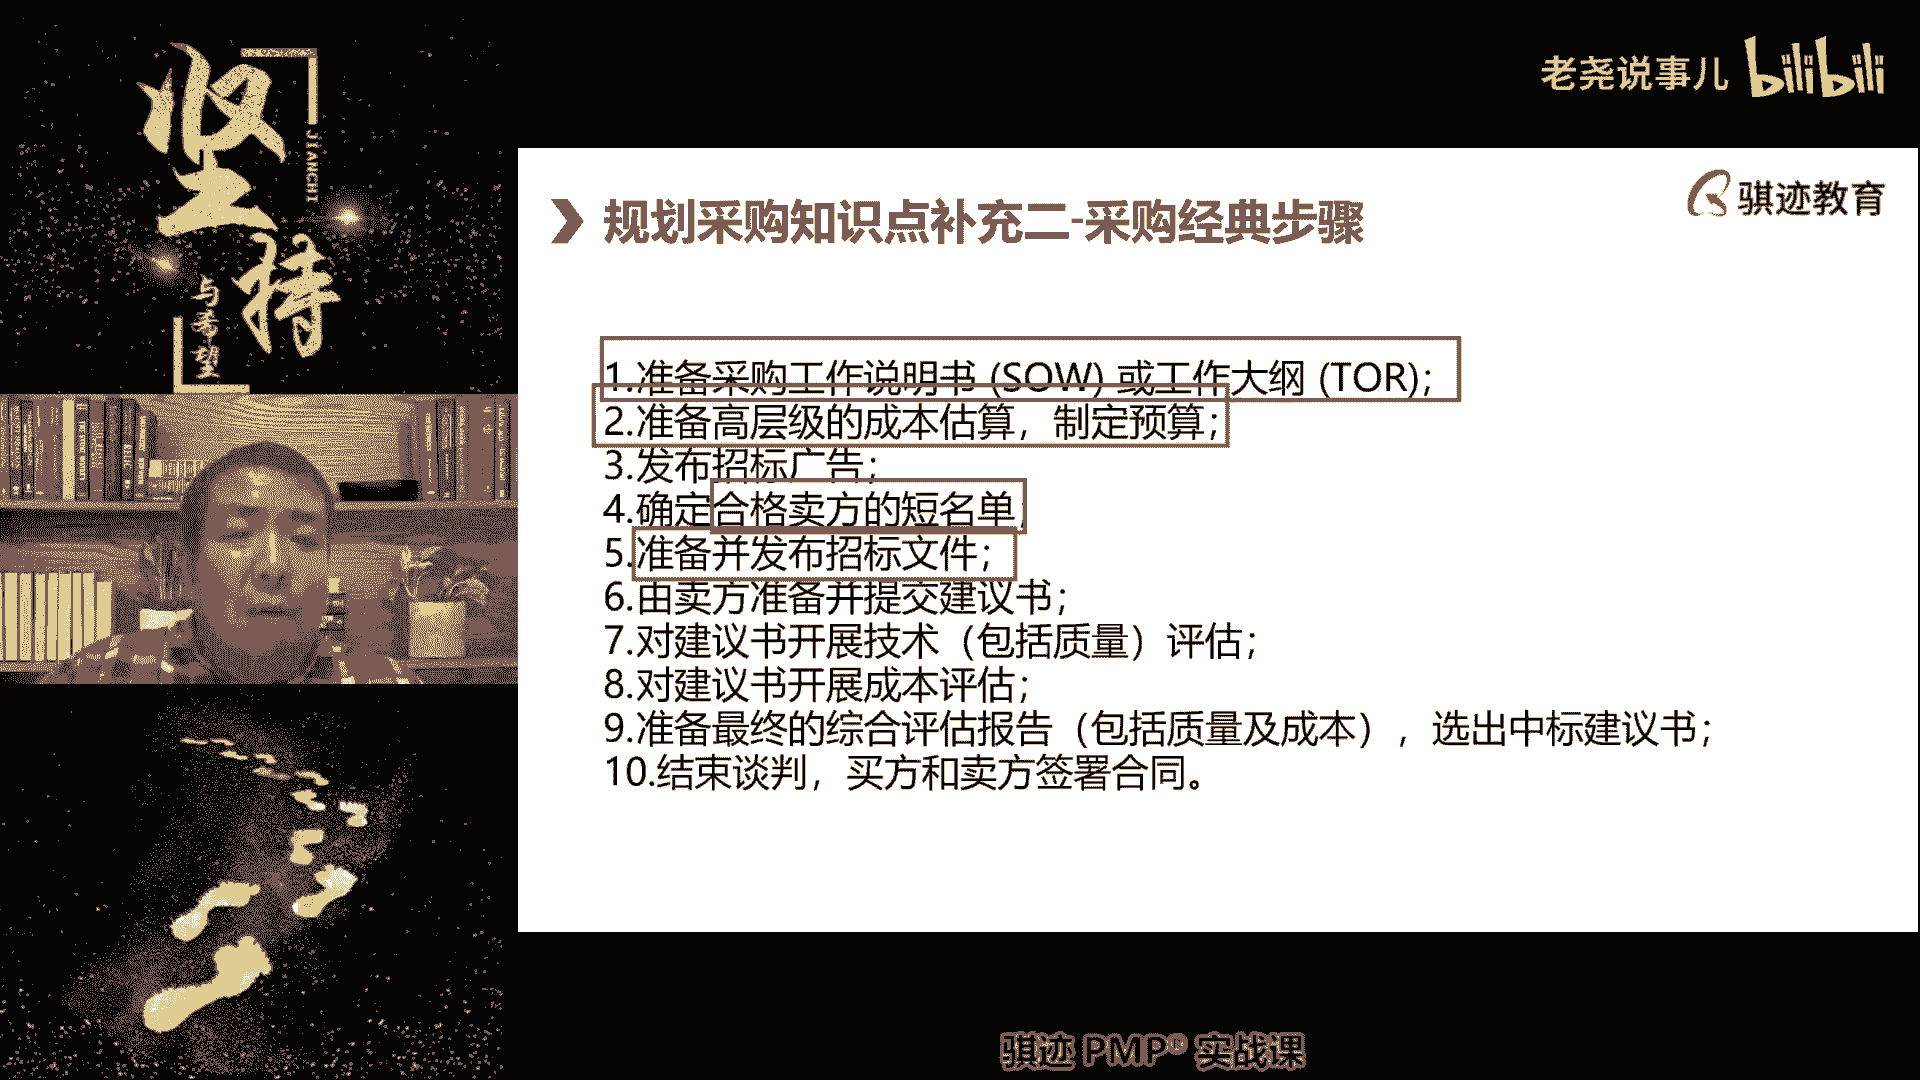 坚持
JIANCHI
与希望
老尧说事儿 bilibili
骐迹教育
规划采购知识点补充二-采购经典步骤
1.准备采购工作说明书 (SOW) 或工作大纲 (TOR)；
2.准备高层级的成本估算，制定预算；
3.发布招标广告；
4.确定合格卖方的短名单；
5.准备并发布招标文件；
6.由卖方准备并提交建议书；
7.对建议书开展技术（包括质量）评估；
8.对建议书开展成本评估；
9.准备最终的综合评估报告（包括质量及成本），选出中标建议书；
10.结束谈判，买方和卖方签署合同。
骐迹 PMP® 实战课